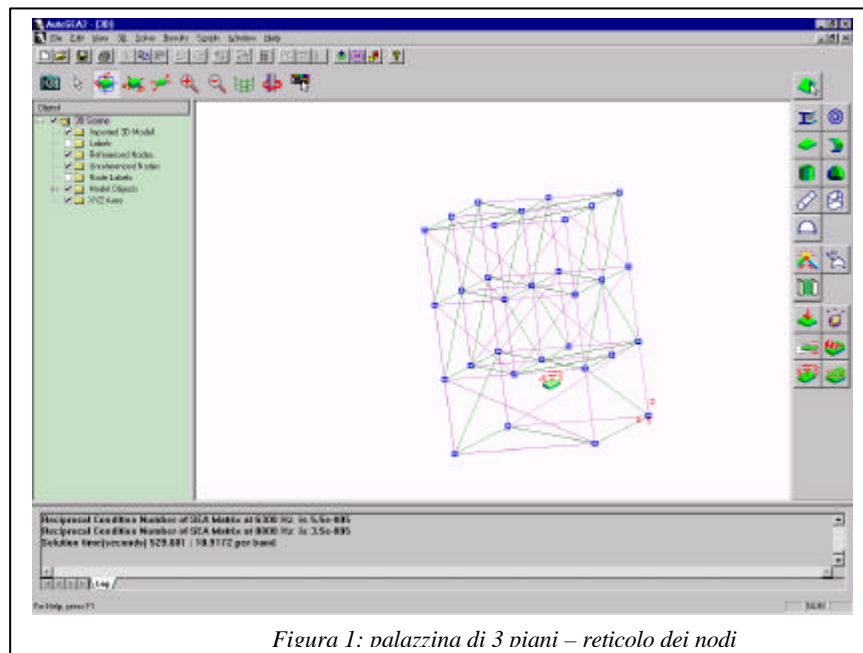 AutoSEA2 - [3D]
File Edit View 3D Solve Results Scripts Window Help
Object
3D Scene
Imported 3D Model
Labels
Referenced Nodes
Unreferenced Nodes
Node Labels
Model Objects
XYZ Axes
Reciprocal Condition Number of SEA Matrix at 6300 Hz: is 5.5e-005
Reciprocal Condition Number of SEA Matrix at 8000 Hz: is 3.5e-005
Solution time(seconds) 529.601 | 18.9172 per band
Log
For Help, press F1
NUM
Figura 1: palazzina di 3 piani – reticolo dei nodi